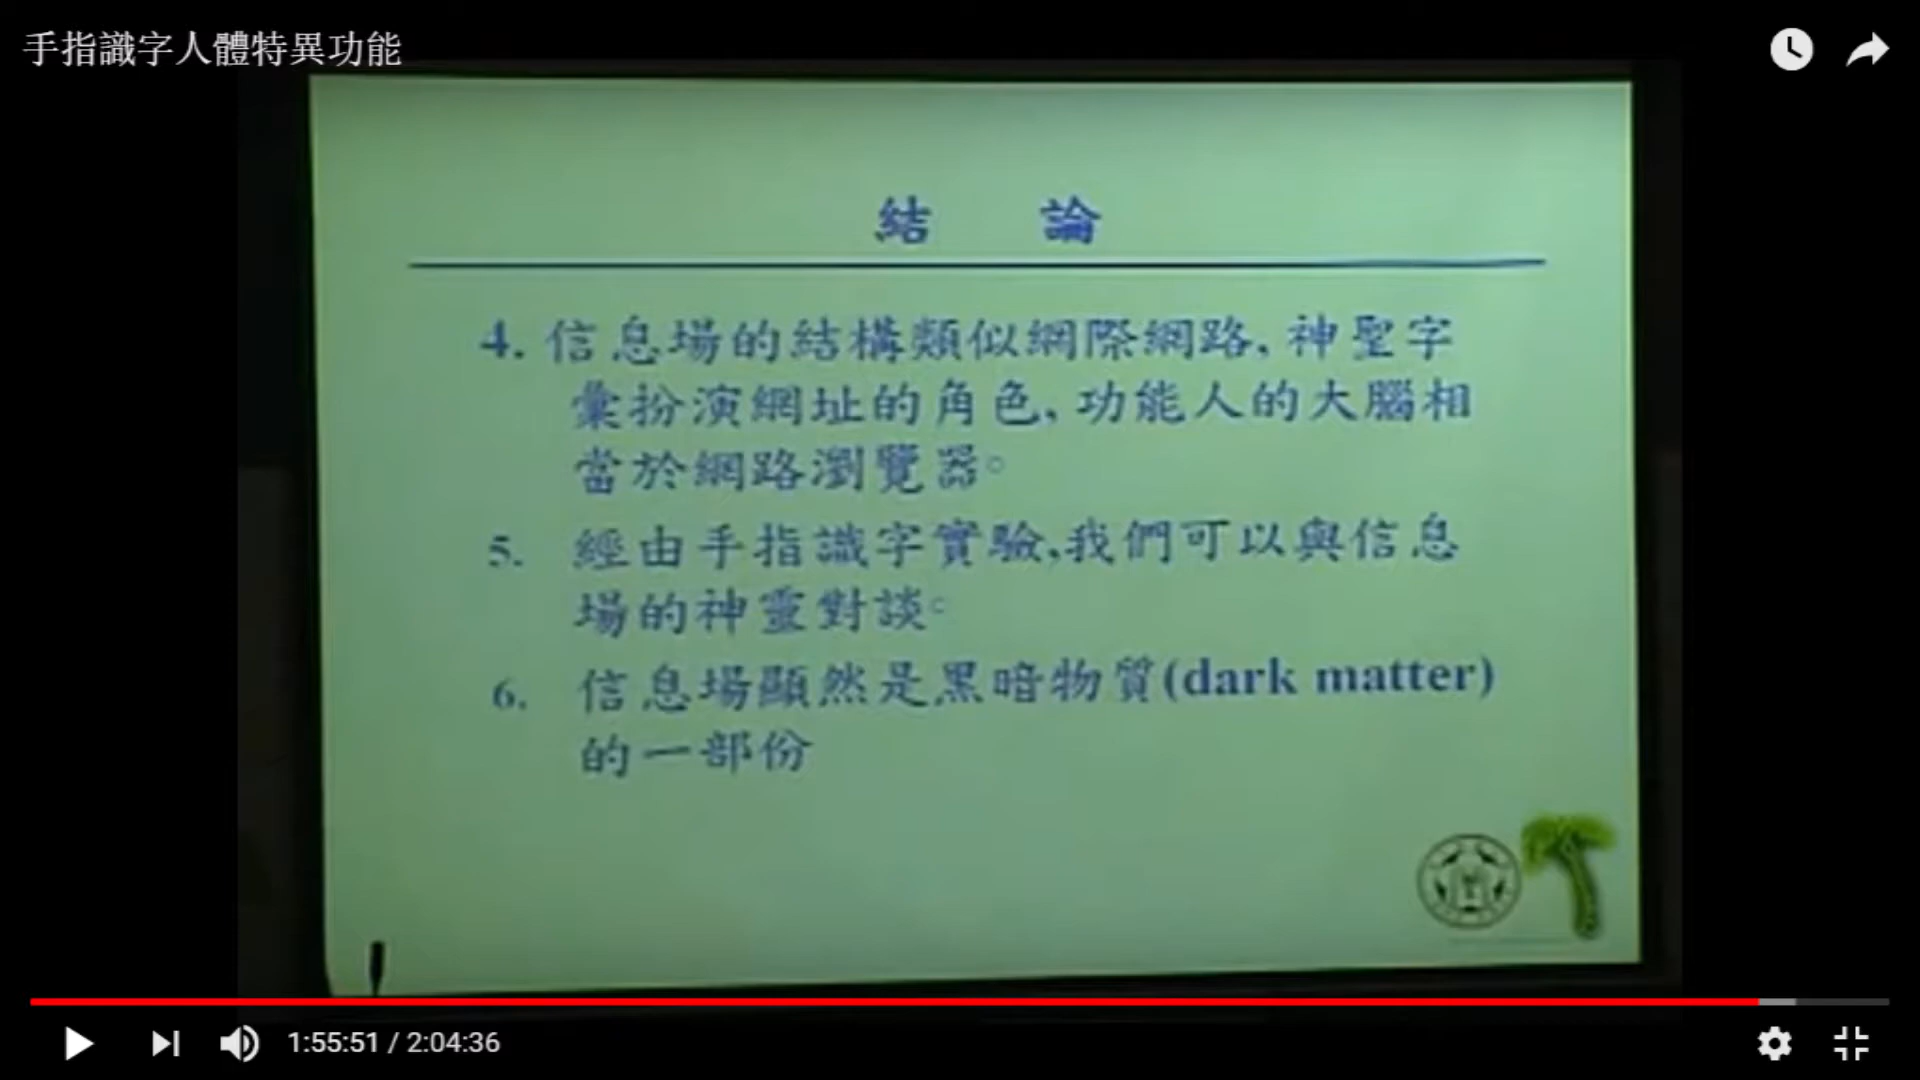 手指識字人體特異功能
結 論
4. 信息場的結構類似網際網路, 神聖字
彙扮演網址的角色, 功能人的大腦相
當於網路瀏覽器。
5. 經由手指識字實驗,我們可以與信息
場的神靈對談。
6. 信息場顯然是黑暗物質(dark matter)
的一部份
1:55:51 / 2:04:36